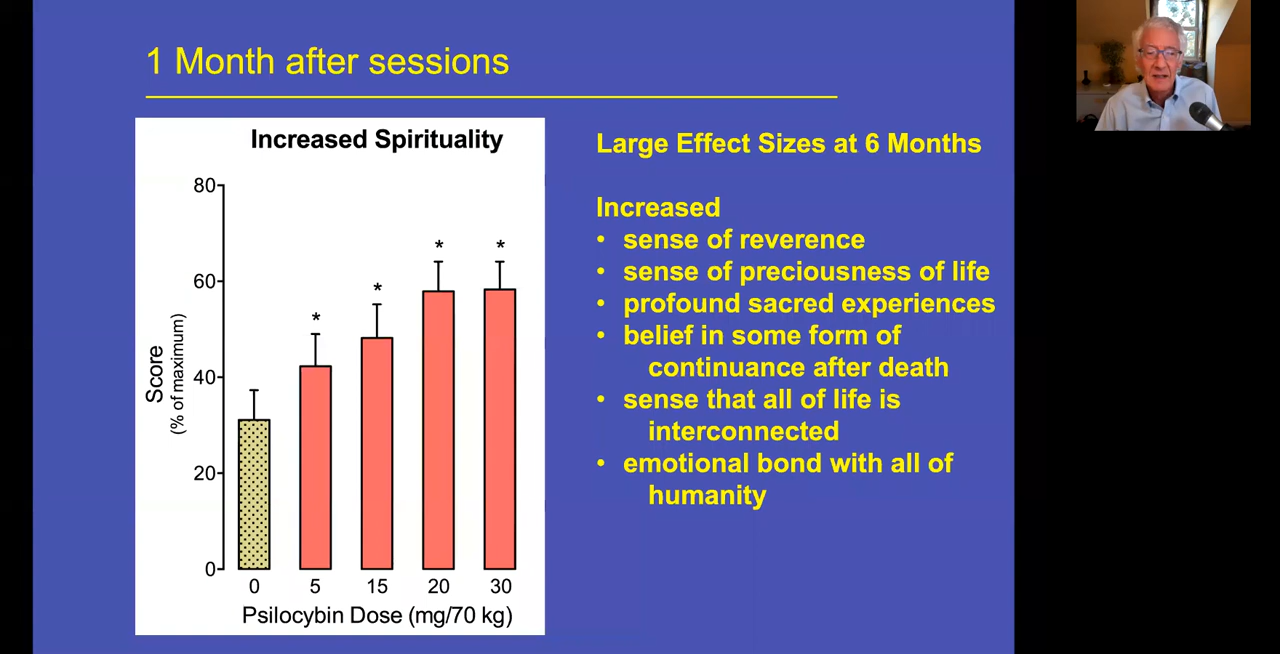 1 Month after sessions
Increased Spirituality
80
60
40
20
0
Score
(% of maximum)
*
*
*
*
0 5 15 20 30
Psilocybin Dose (mg/70 kg)
Large Effect Sizes at 6 Months
Increased
• sense of reverence
• sense of preciousness of life
• profound sacred experiences
• belief in some form of
continuance after death
• sense that all of life is
interconnected
• emotional bond with all of
humanity